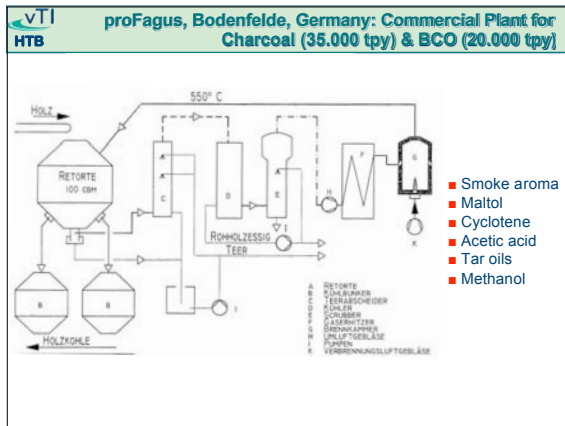 vTI
HTB
proFagus, Bodenfelde, Germany: Commercial Plant for
Charcoal (35.000 tpy) & BCO (20.000 tpy)
550° C
HOLZ
RETORTE
100 CBM
A
A
C
D
E
F
G
H
K
I
ROHHOLZESSIG
TEER
B
B
I
HOLZKOHLE
A RETORTE
B KÜHLBUNKER
C TEERABSCHEIDER
D KÜHLER
E SCRUBBER
F GASERHITZER
G BRENNKAMMER
H UMLUFTGEBLÄSE
I PUMPEN
K VERBRENNUNGSLUFTGEBLÄSE
■ Smoke aroma
■ Maltol
■ Cyclotene
■ Acetic acid
■ Tar oils
■ Methanol